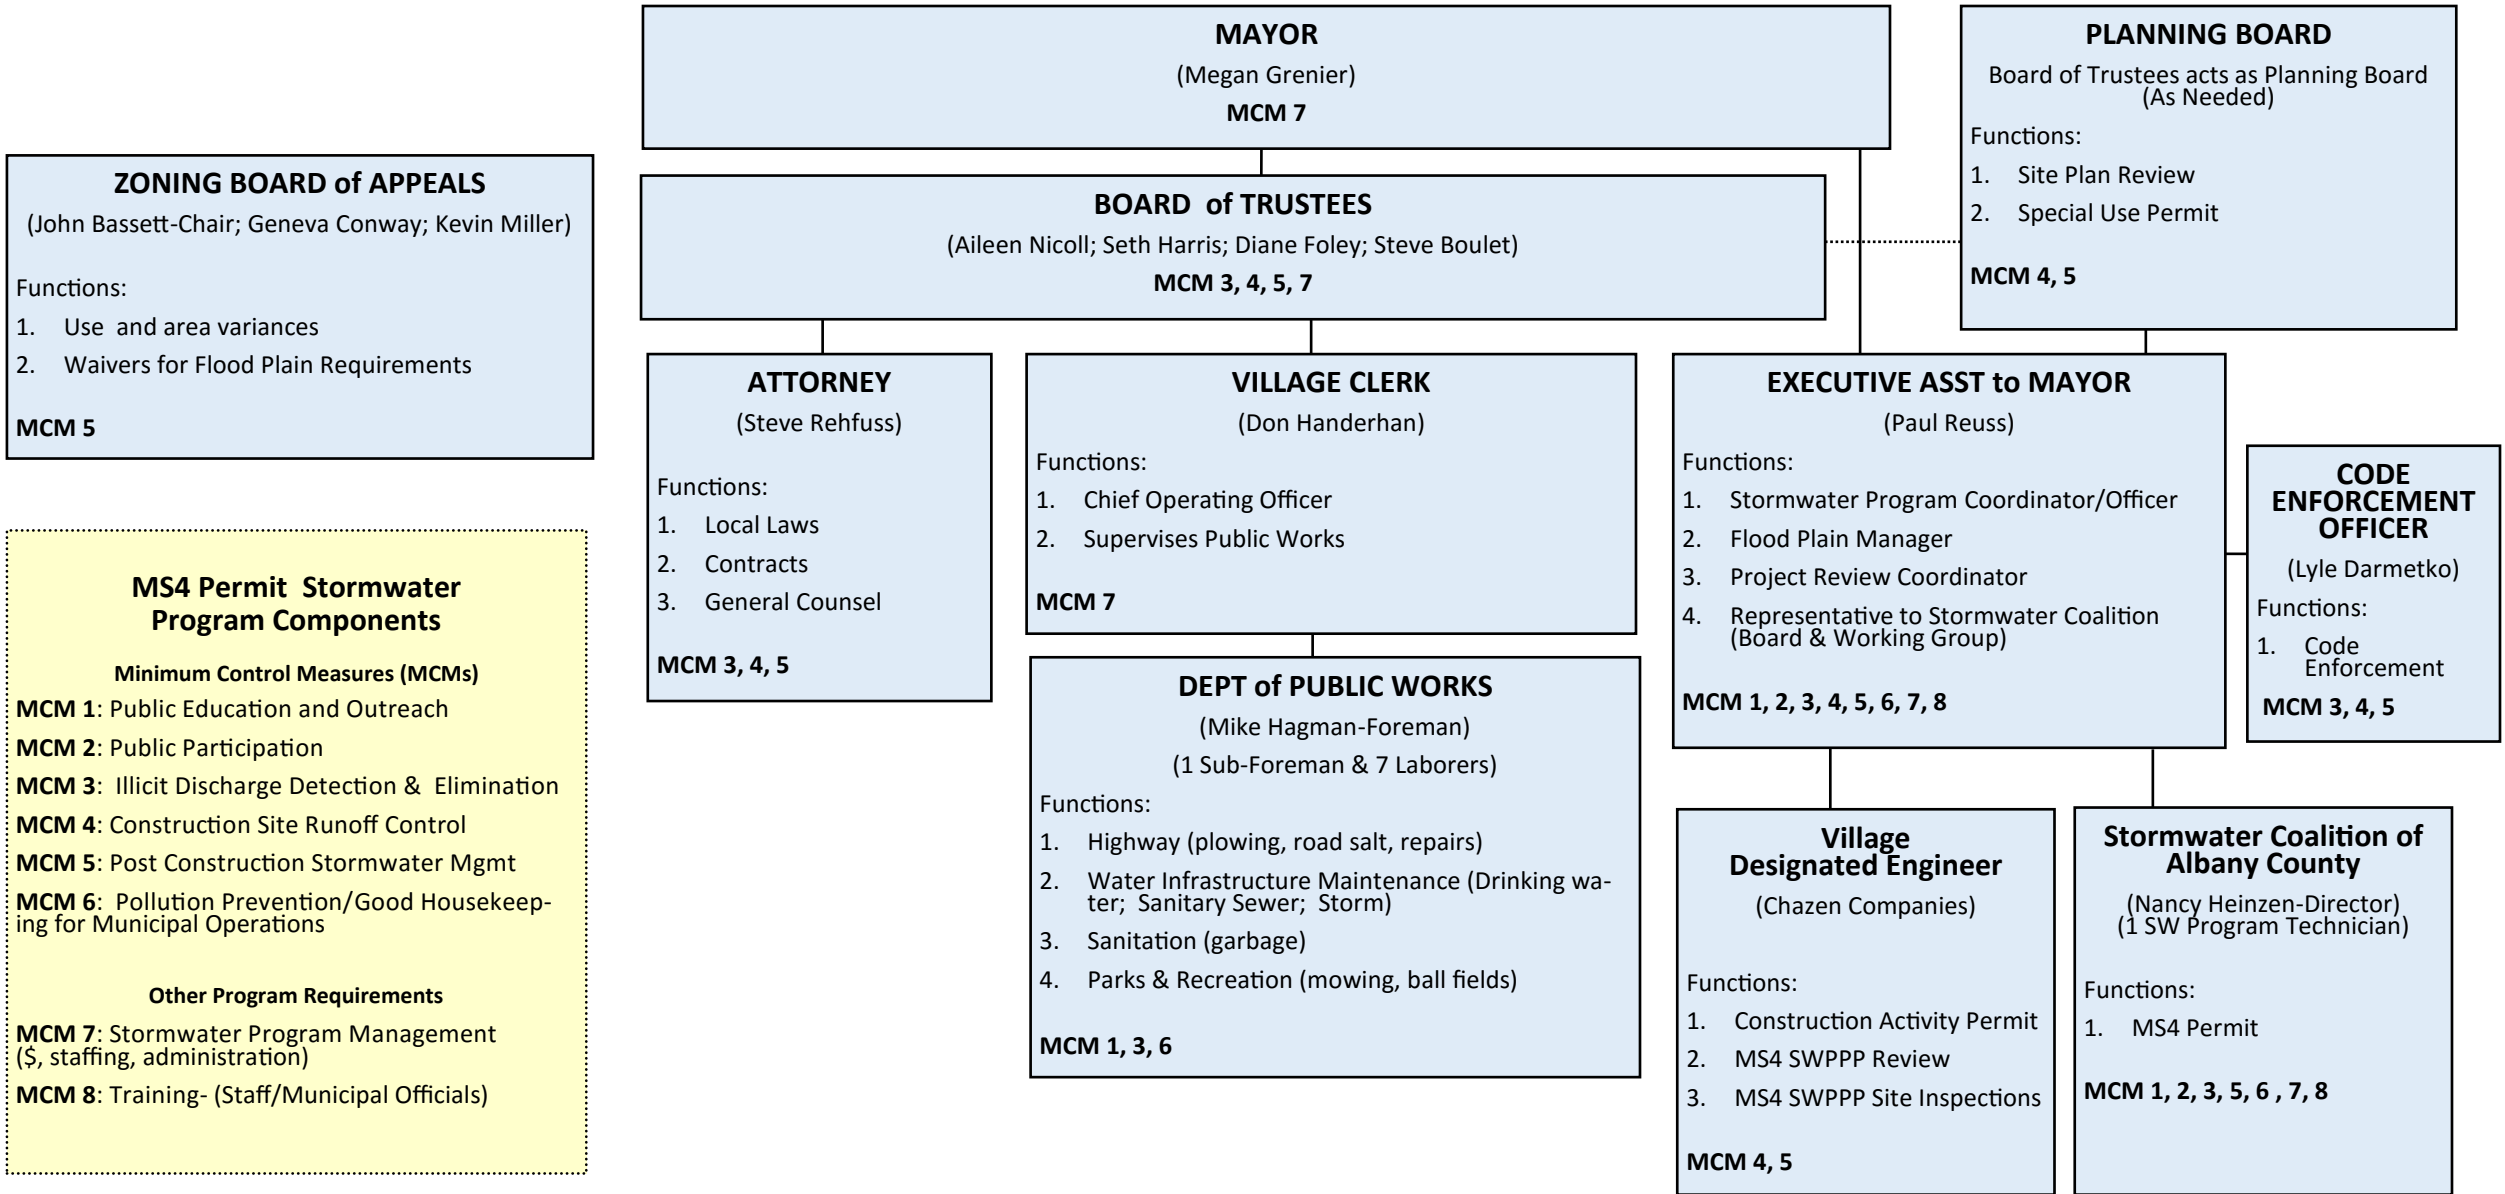 MAYOR
(Megan Grenier)
MCM 7
PLANNING BOARD
Board of Trustees acts as Planning Board
(As Needed)
Functions:
1. Site Plan Review
2. Special Use Permit
MCM 4, 5
ZONING BOARD of APPEALS
(John Bassett-Chair; Geneva Conway; Kevin Miller)
Functions:
1. Use and area variances
2. Waivers for Flood Plain Requirements
MCM 5
BOARD of TRUSTEES
(Aileen Nicoll; Seth Harris; Diane Foley; Steve Boulet)
MCM 3, 4, 5, 7
ATTORNEY
(Steve Rehfuss)
Functions:
1. Local Laws
2. Contracts
3. General Counsel
MCM 3, 4, 5
VILLAGE CLERK
(Don Handerhan)
Functions:
1. Chief Operating Officer
2. Supervises Public Works
MCM 7
EXECUTIVE ASST to MAYOR
(Paul Reuss)
Functions:
1. Stormwater Program Coordinator/Officer
2. Flood Plain Manager
3. Project Review Coordinator
4. Representative to Stormwater Coalition
(Board & Working Group)
MCM 1, 2, 3, 4, 5, 6, 7, 8
CODE
ENFORCEMENT
OFFICER
(Lyle Darmetko)
Functions:
1. Code
Enforcement
MCM 3, 4, 5
MS4 Permit Stormwater
Program Components
Minimum Control Measures (MCMs)
MCM 1: Public Education and Outreach
MCM 2: Public Participation
MCM 3: Illicit Discharge Detection & Elimination
MCM 4: Construction Site Runoff Control
MCM 5: Post Construction Stormwater Mgmt
MCM 6: Pollution Prevention/Good Housekeep-
ing for Municipal Operations
Other Program Requirements
MCM 7: Stormwater Program Management
($, staffing, administration)
MCM 8: Training- (Staff/Municipal Officials)
DEPT of PUBLIC WORKS
(Mike Hagman-Foreman)
(1 Sub-Foreman & 7 Laborers)
Functions:
1. Highway (plowing, road salt, repairs)
2. Water Infrastructure Maintenance (Drinking wa-
ter; Sanitary Sewer; Storm)
3. Sanitation (garbage)
4. Parks & Recreation (mowing, ball fields)
MCM 1, 3, 6
Village
Designated Engineer
(Chazen Companies)
Functions:
1. Construction Activity Permit
2. MS4 SWPPP Review
3. MS4 SWPPP Site Inspections
MCM 4, 5
Stormwater Coalition of
Albany County
(Nancy Heinzen-Director)
(1 SW Program Technician)
Functions:
1. MS4 Permit
MCM 1, 2, 3, 5, 6 , 7, 8